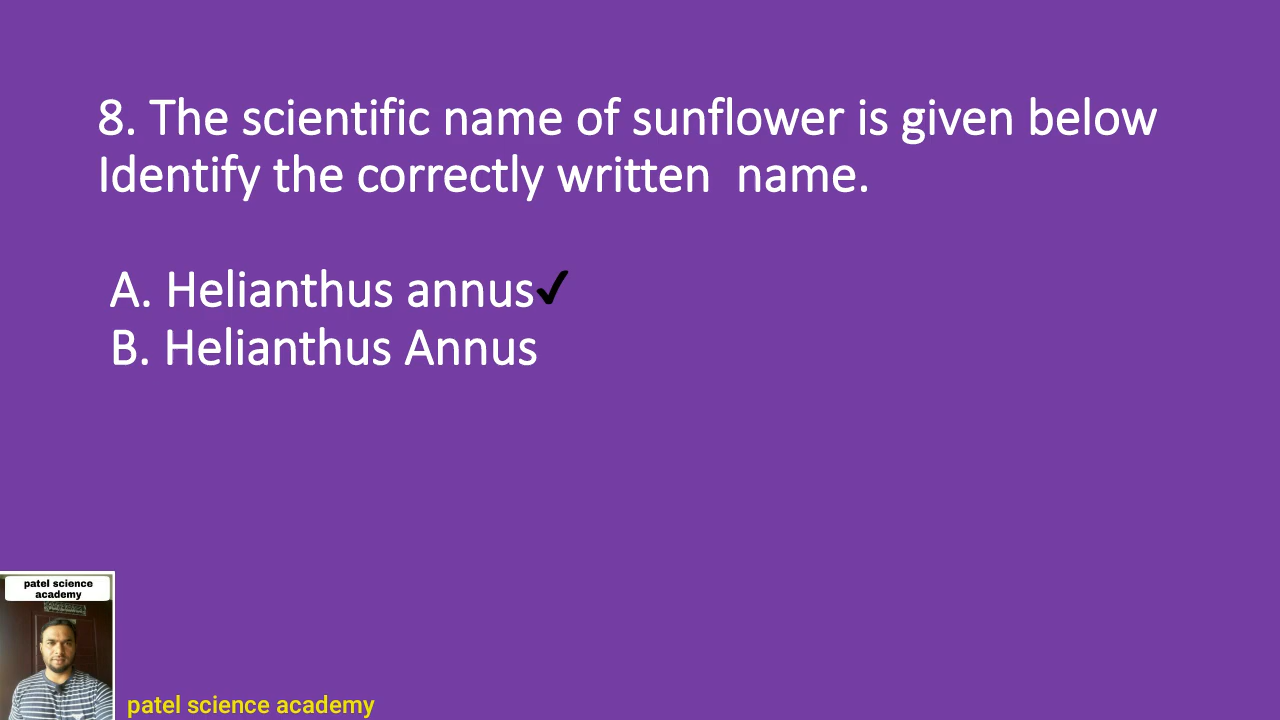 8. The scientific name of sunflower is given below
Identify the correctly written  name.
A. Helianthus annus✔
B. Helianthus Annus
patel science
academy
patel science academy